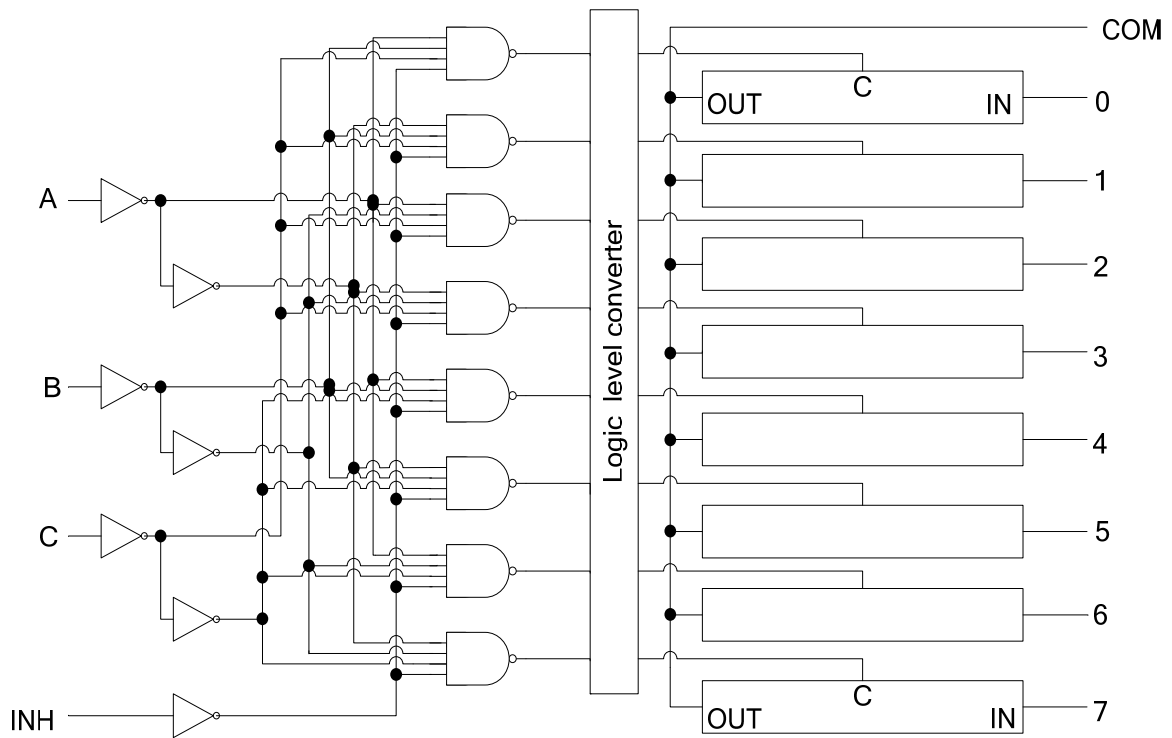 COM
C
OUT IN 0
1
A
2
Logic level converter
3
B
4
5
C
6
C
OUT IN 7
INH